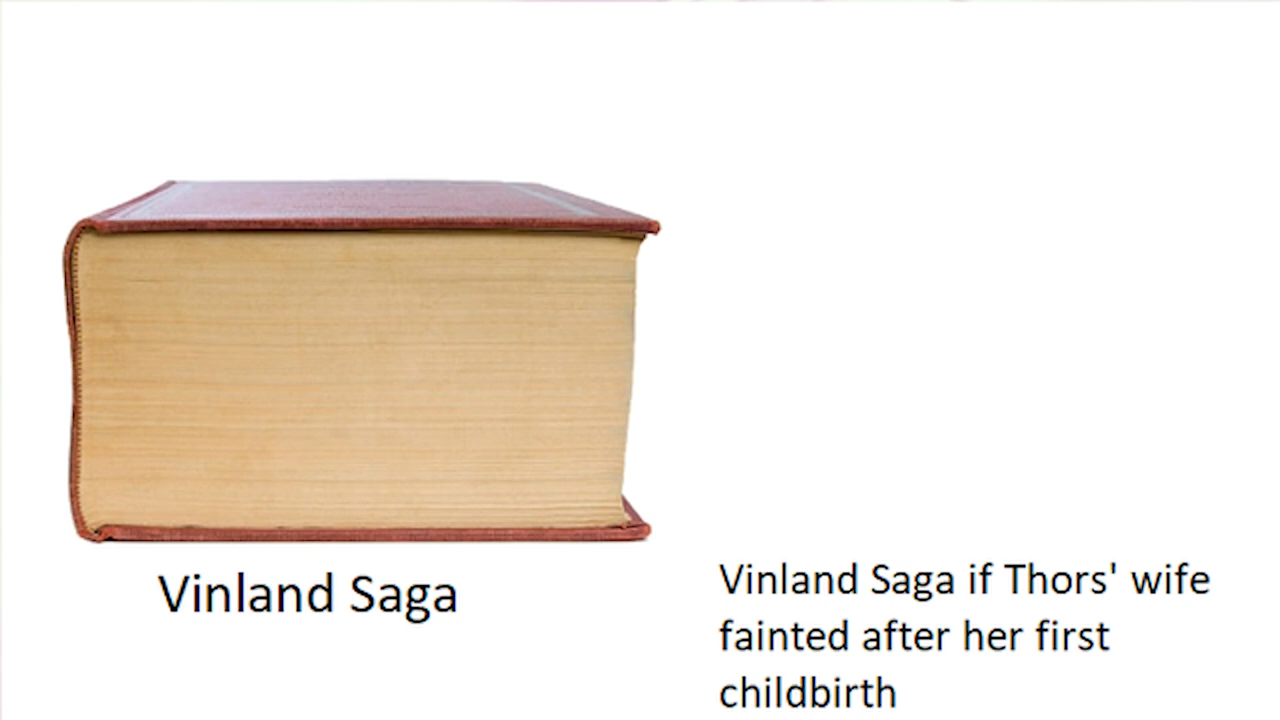 Vinland Saga
Vinland Saga if Thors' wife
fainted after her first
childbirth